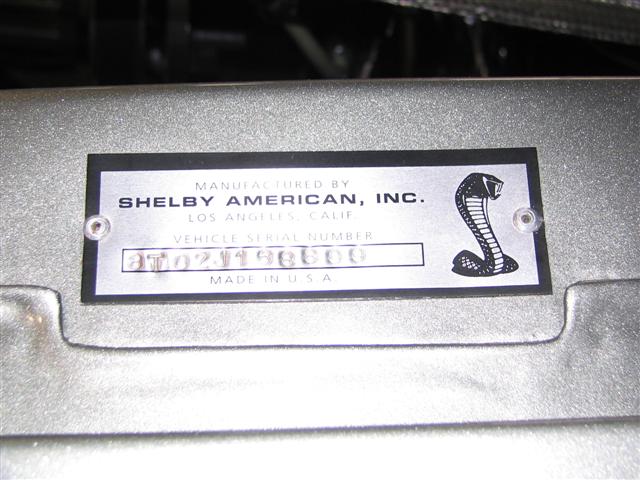 MANUFACTURED BY
SHELBY AMERICAN, INC.
LOS ANGELES, CALIF.
VEHICLE SERIAL NUMBER
MADE IN U.S.A.